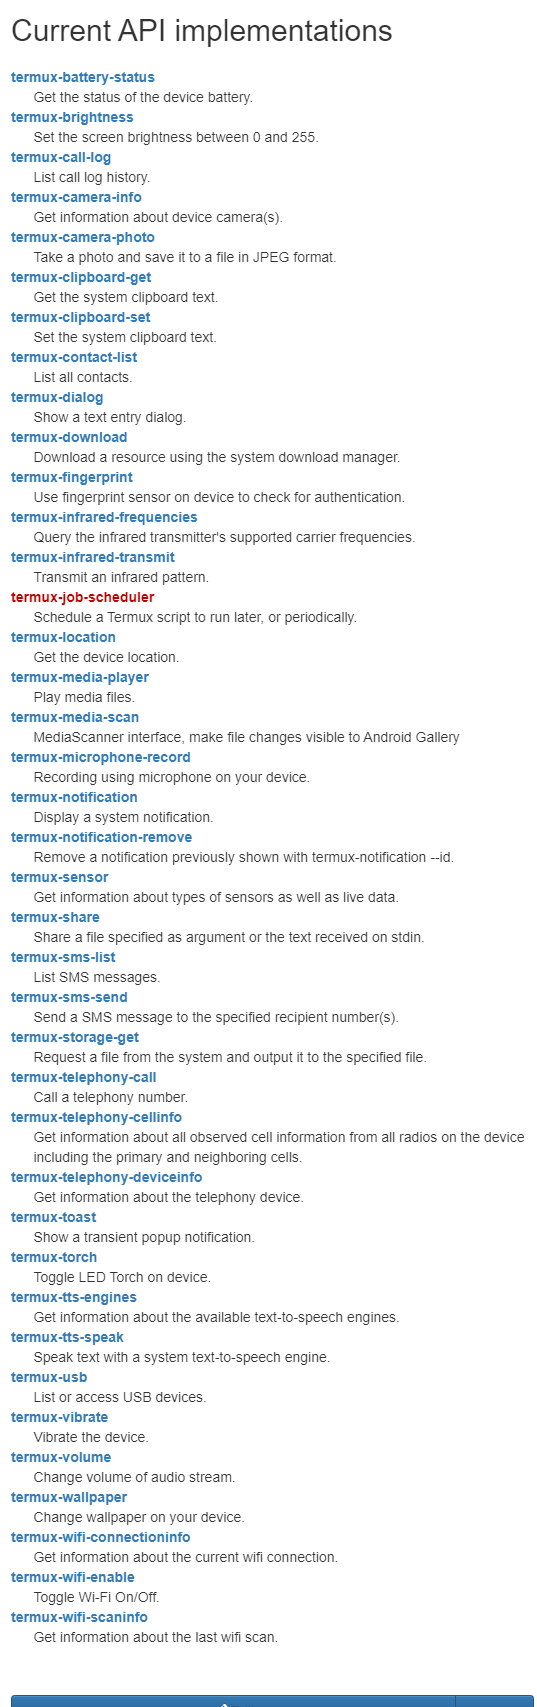 Current API implementations
termux-battery-status
Get the status of the device battery.
termux-brightness
Set the screen brightness between 0 and 255.
termux-call-log
List call log history.
termux-camera-info
Get information about device camera(s).
termux-camera-photo
Take a photo and save it to a file in JPEG format.
termux-clipboard-get
Get the system clipboard text.
termux-clipboard-set
Set the system clipboard text.
termux-contact-list
List all contacts.
termux-dialog
Show a text entry dialog.
termux-download
Download a resource using the system download manager.
termux-fingerprint
Use fingerprint sensor on device to check for authentication.
termux-infrared-frequencies
Query the infrared transmitter's supported carrier frequencies.
termux-infrared-transmit
Transmit an infrared pattern.
termux-job-scheduler
Schedule a Termux script to run later, or periodically.
termux-location
Get the device location.
termux-media-player
Play media files.
termux-media-scan
MediaScanner interface, make file changes visible to Android Gallery
termux-microphone-record
Recording using microphone on your device.
termux-notification
Display a system notification.
termux-notification-remove
Remove a notification previously shown with termux-notification --id.
termux-sensor
Get information about types of sensors as well as live data.
termux-share
Share a file specified as argument or the text received on stdin.
termux-sms-list
List SMS messages.
termux-sms-send
Send a SMS message to the specified recipient number(s).
termux-storage-get
Request a file from the system and output it to the specified file.
termux-telephony-call
Call a telephony number.
termux-telephony-cellinfo
Get information about all observed cell information from all radios on the device
including the primary and neighboring cells.
termux-telephony-deviceinfo
Get information about the telephony device.
termux-toast
Show a transient popup notification.
termux-torch
Toggle LED Torch on device.
termux-tts-engines
Get information about the available text-to-speech engines.
termux-tts-speak
Speak text with a system text-to-speech engine.
termux-usb
List or access USB devices.
termux-vibrate
Vibrate the device.
termux-volume
Change volume of audio stream.
termux-wallpaper
Change wallpaper on your device.
termux-wifi-connectioninfo
Get information about the current wifi connection.
termux-wifi-enable
Toggle Wi-Fi On/Off.
termux-wifi-scaninfo
Get information about the last wifi scan.